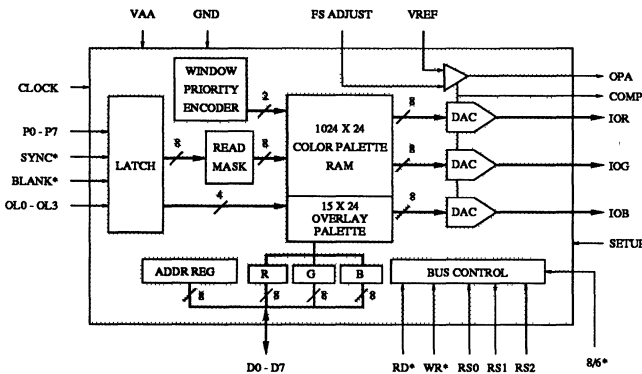 VAA
GND
FS ADJUST
VREF
OPA
COMP
WINDOW
PRIORITY
ENCODER
CLOCK
2
8
DAC
IOR
P0 - P7
1024 X 24
COLOR PALETTE
RAM
SYNC*
LATCH
8
READ
MASK
8
8
DAC
IOG
BLANK*
OL0 - OL3
4
15 X 24
OVERLAY
PALETTE
8
DAC
IOB
SETUP
ADDR REG
R
G
B
BUS CONTROL
8
8
8
8
D0 - D7
RD*
WR*
RS0
RS1
RS2
8/6*